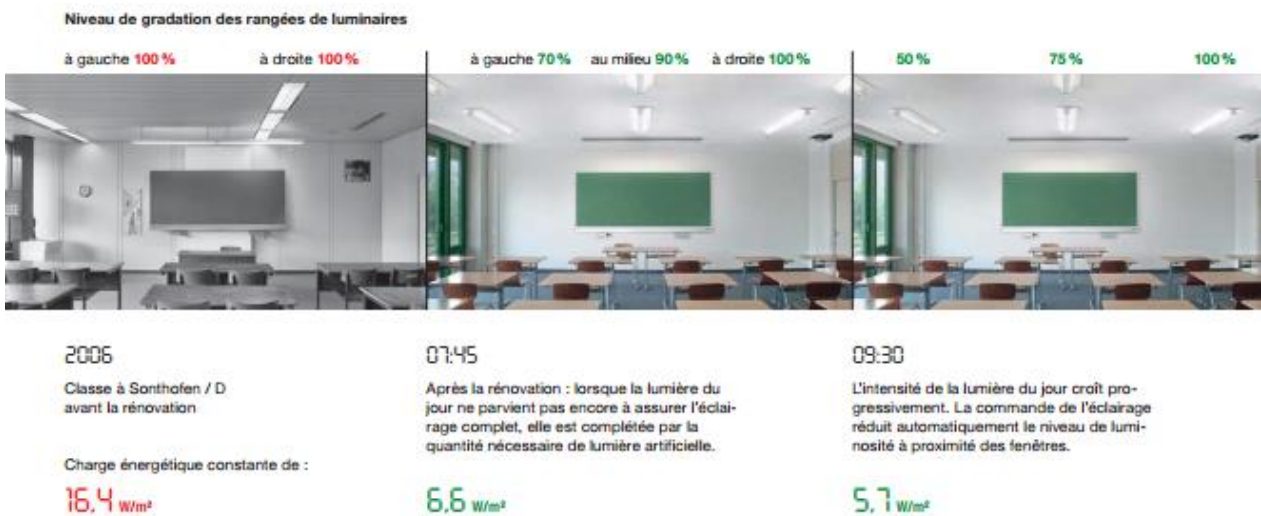 Niveau de gradation des rangées de luminaires
à gauche 100 % à droite 100 %
à gauche 70 % au milieu 90 % à droite 100 %
50 % 75 % 100 %
2006
Classe à Sonthofen / D
avant la rénovation
Charge énergétique constante de :
16,4 W/m²
07:45
Après la rénovation : lorsque la lumière du
jour ne parvient pas encore à assurer l'éclai-
rage complet, elle est complétée par la
quantité nécessaire de lumière artificielle.
6,6 W/m²
09:30
L'intensité de la lumière du jour croît pro-
gressivement. La commande de l'éclairage
réduit automatiquement le niveau de lumi-
nosité à proximité des fenêtres.
5,7 W/m²